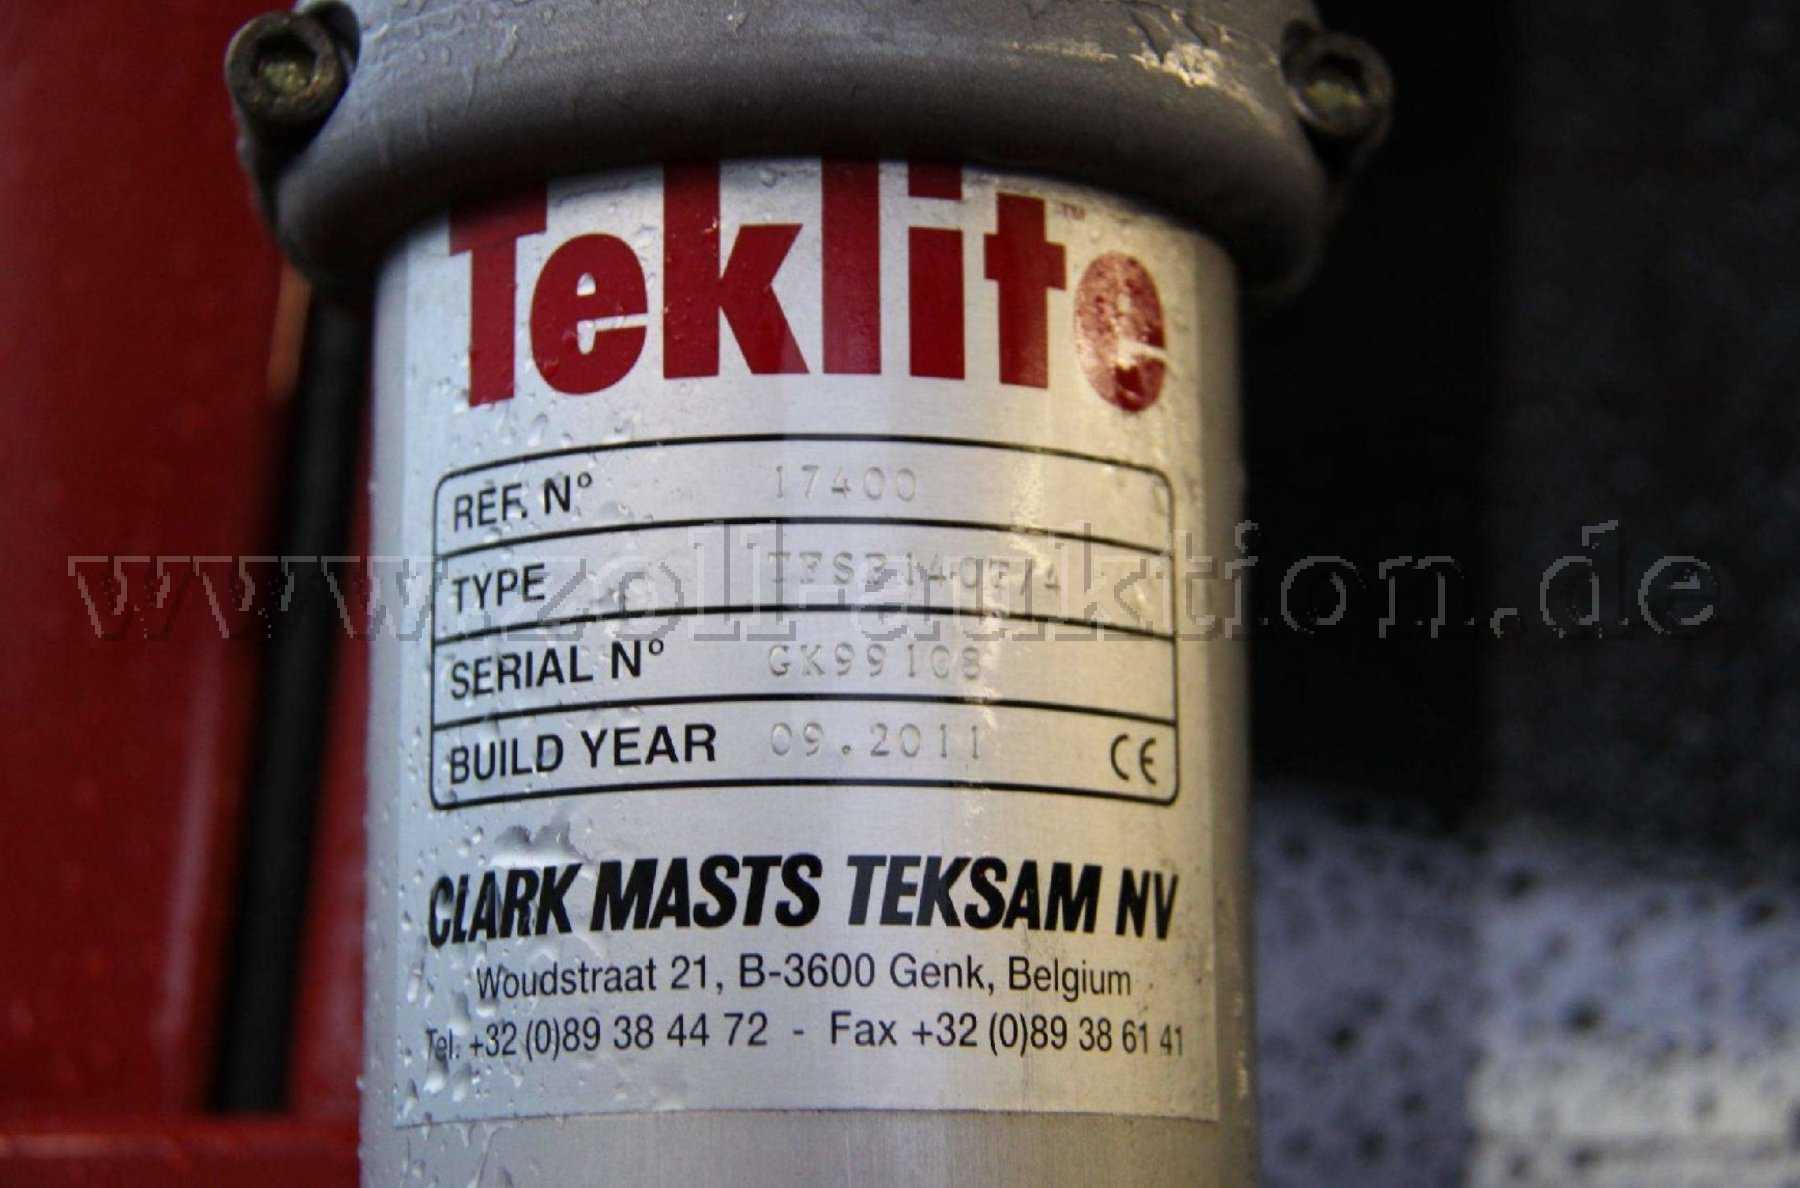 Teklite™
REF. N° 17400
TYPE
www.zoll-auktion.de
SERIAL N° GK99108
BUILD YEAR 09.2011 CE
CLARK MASTS TEKSAM NV
Woudstraat 21, B-3600 Genk, Belgium
Tel. +32 (0)89 38 44 72 - Fax +32 (0)89 38 61 41